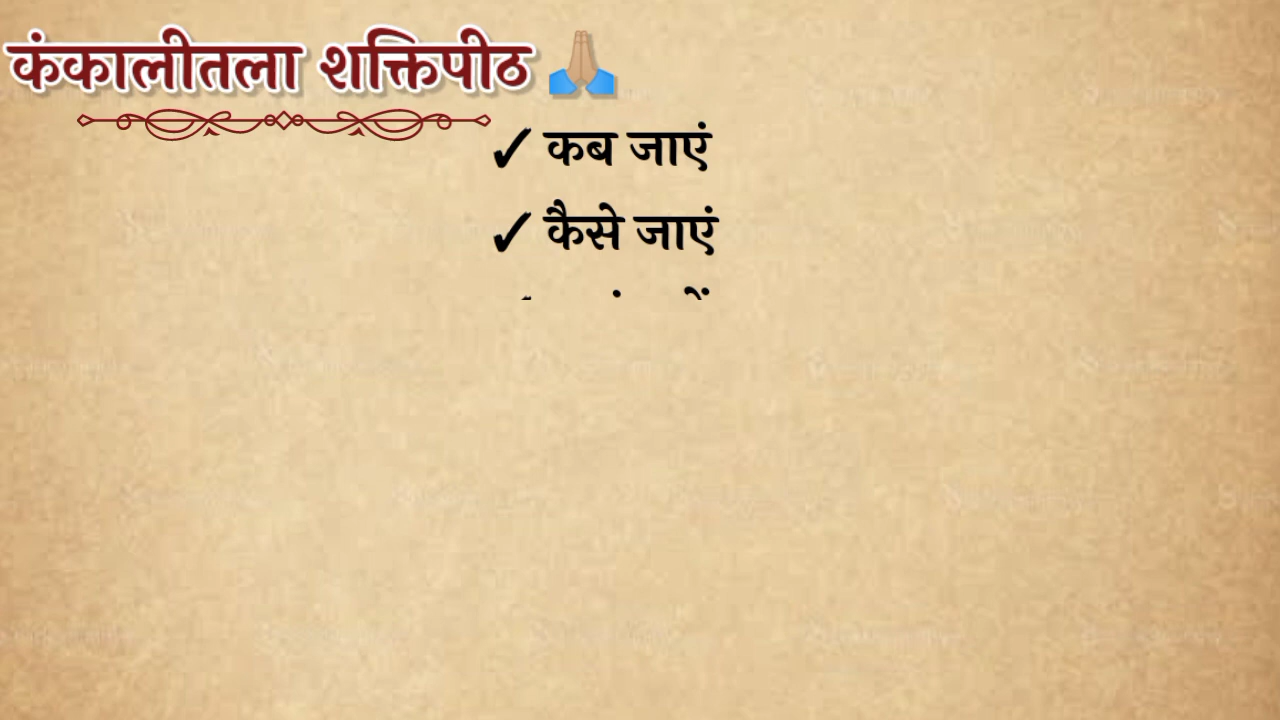 कंकालीतला शक्तिपीठ 🙏🏼
✓ कब जाएं
✓ कैसे जाएं